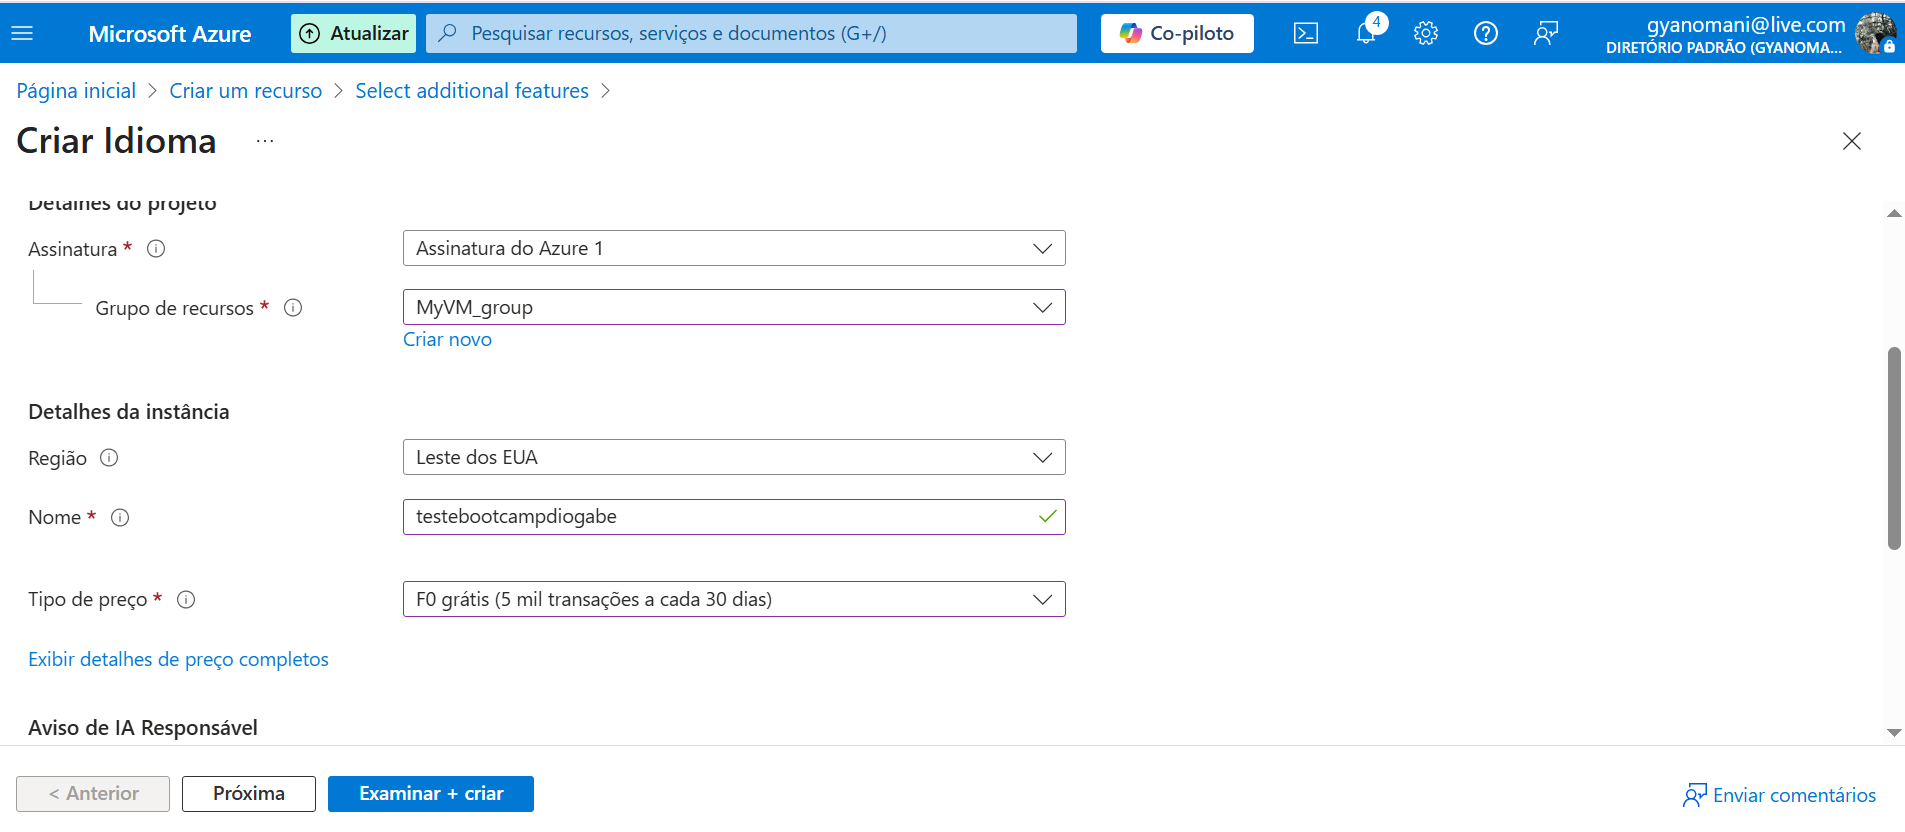 Microsoft Azure
Atualizar
Pesquisar recursos, serviços e documentos (G+/)
Co-piloto
4
gyanomani@live.com
DIRETÓRIO PADRÃO (GYANOMA...
Página inicial > Criar um recurso > Select additional features >
Criar Idioma ...
Detalhes do projeto
Assinatura *
Assinatura do Azure 1
Grupo de recursos *
MyVM_group
Criar novo
Detalhes da instância
Região
Leste dos EUA
Nome *
testebootcampdiogabe
Tipo de preço *
F0 grátis (5 mil transações a cada 30 dias)
Exibir detalhes de preço completos
Aviso de IA Responsável
< Anterior
Próxima
Examinar + criar
Enviar comentários